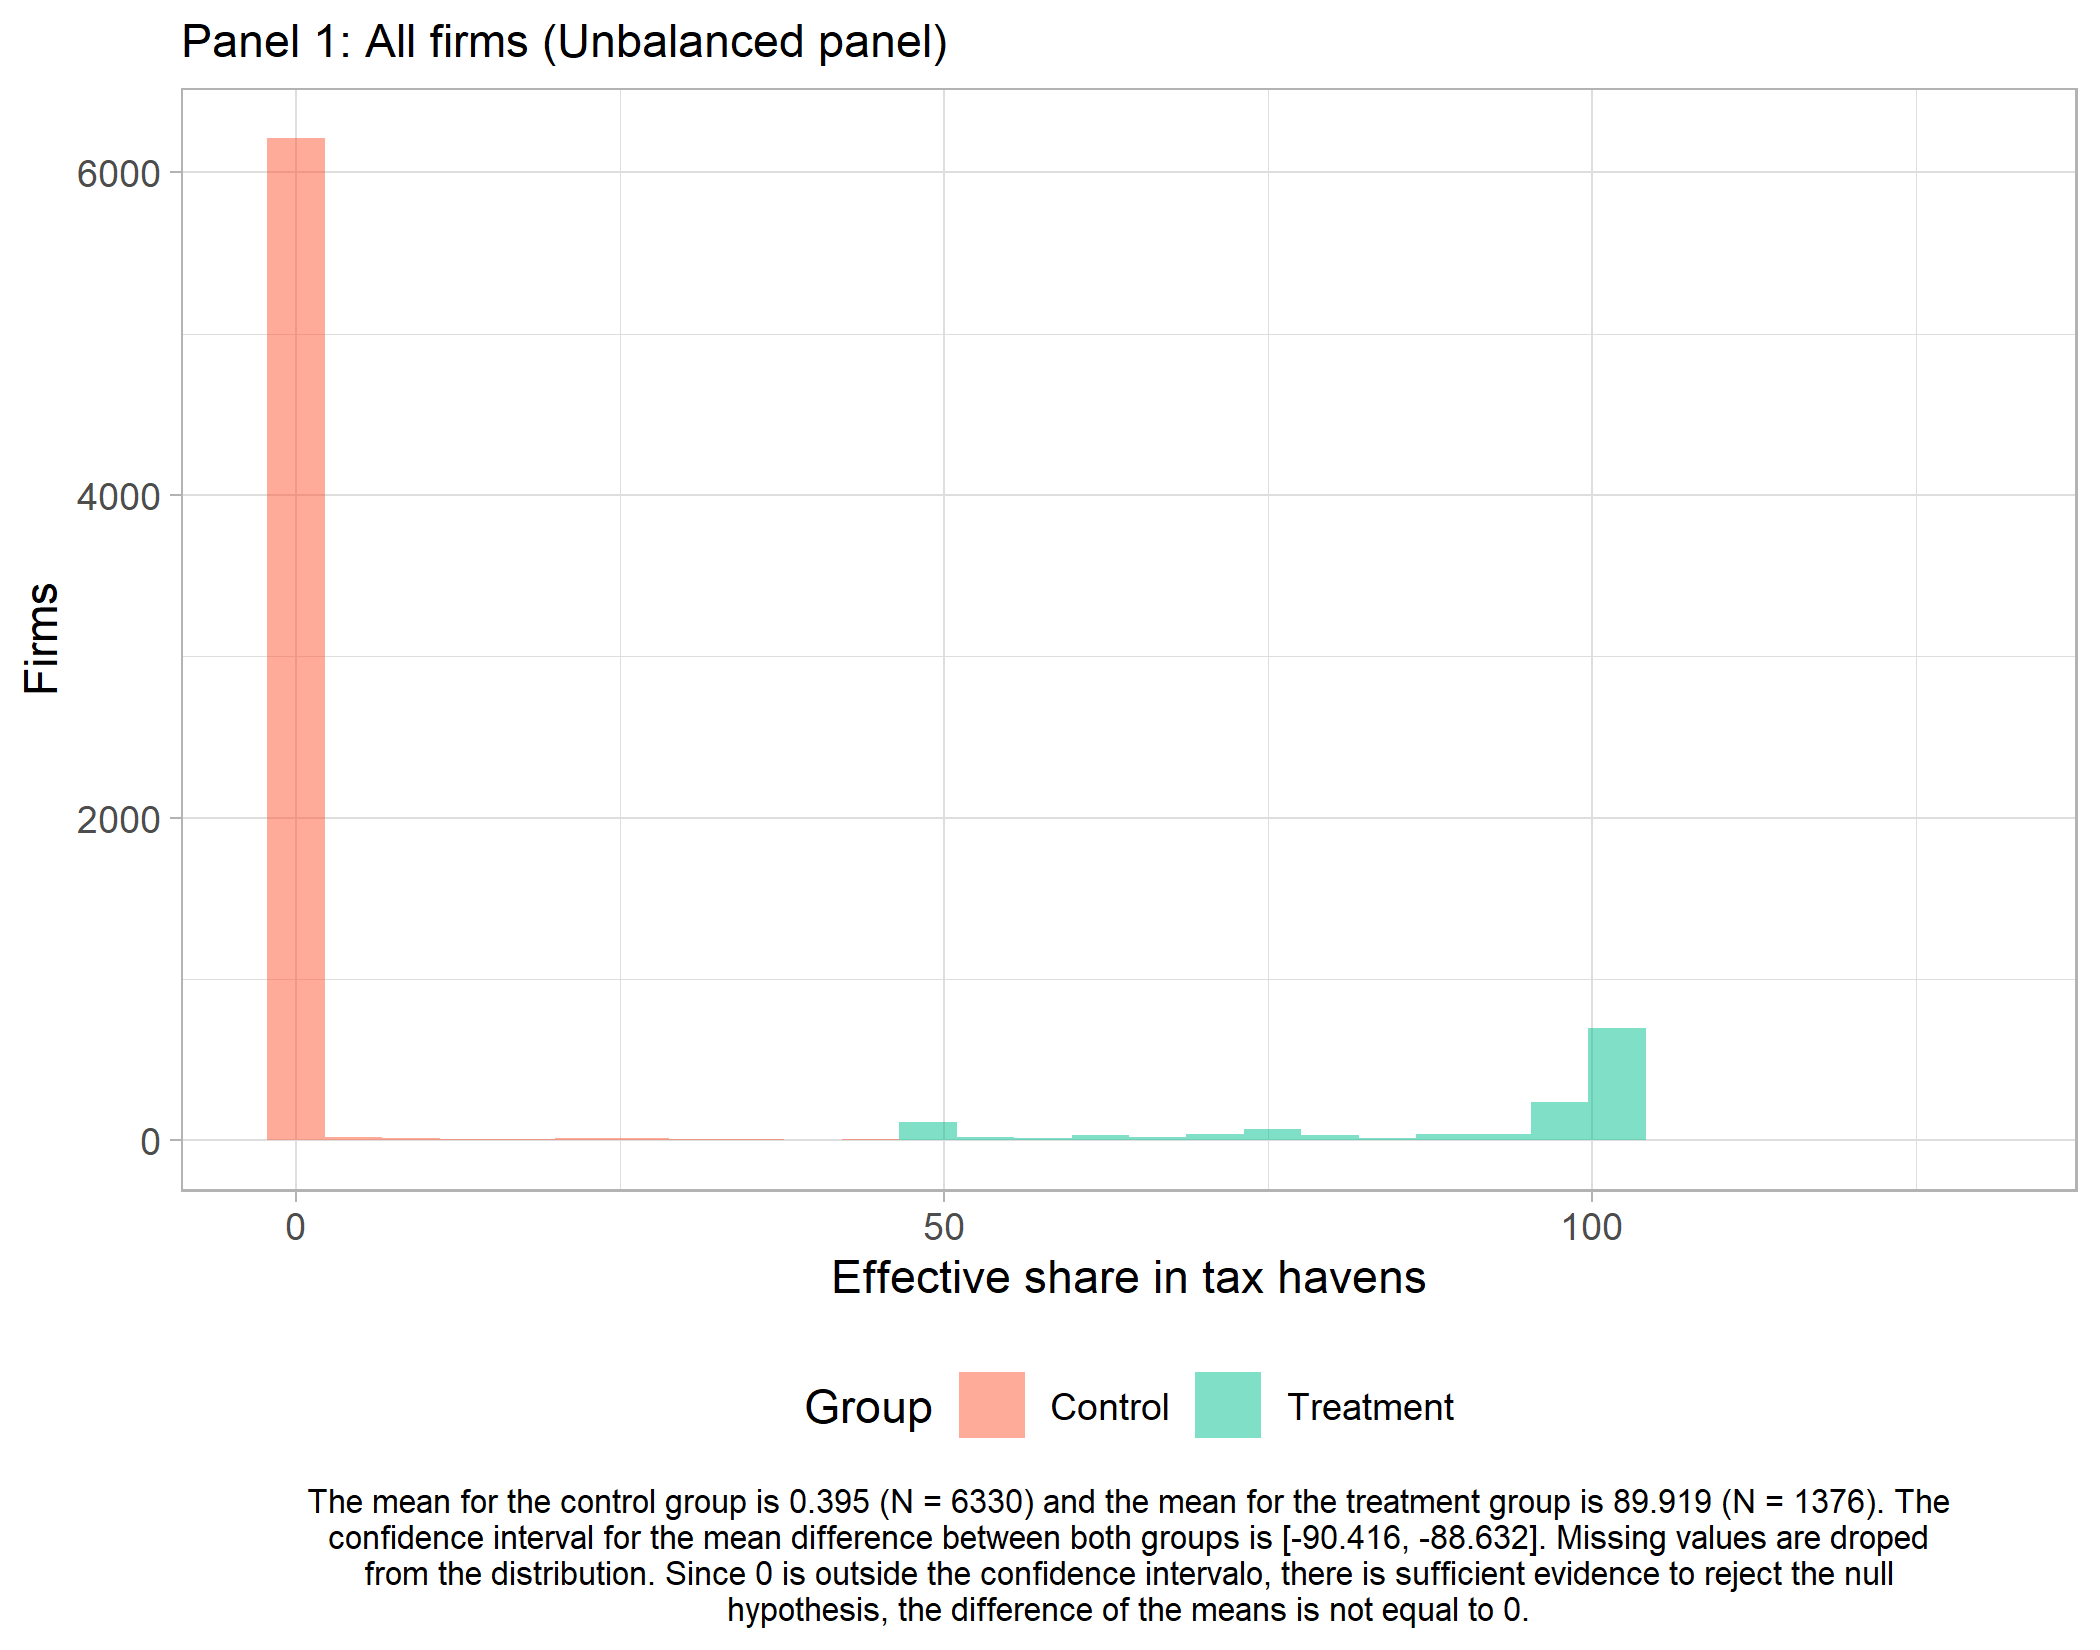 Panel 1: All firms (Unbalanced panel)
6000
4000
2000
0
Firms
0
50
100
Effective share in tax havens
Group
Control
Treatment
The mean for the control group is 0.395 (N = 6330) and the mean for the treatment group is 89.919 (N = 1376). The
confidence interval for the mean difference between both groups is [-90.416, -88.632]. Missing values are droped
from the distribution. Since 0 is outside the confidence intervalo, there is sufficient evidence to reject the null
hypothesis, the difference of the means is not equal to 0.